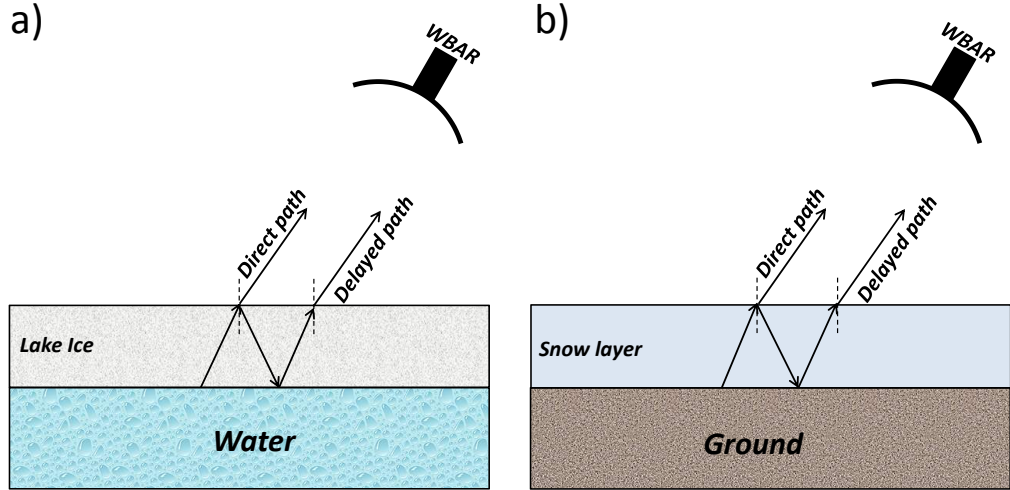 a)
WBAR
Direct path
Delayed path
Lake Ice
Water
b)
WBAR
Direct path
Delayed path
Snow layer
Ground